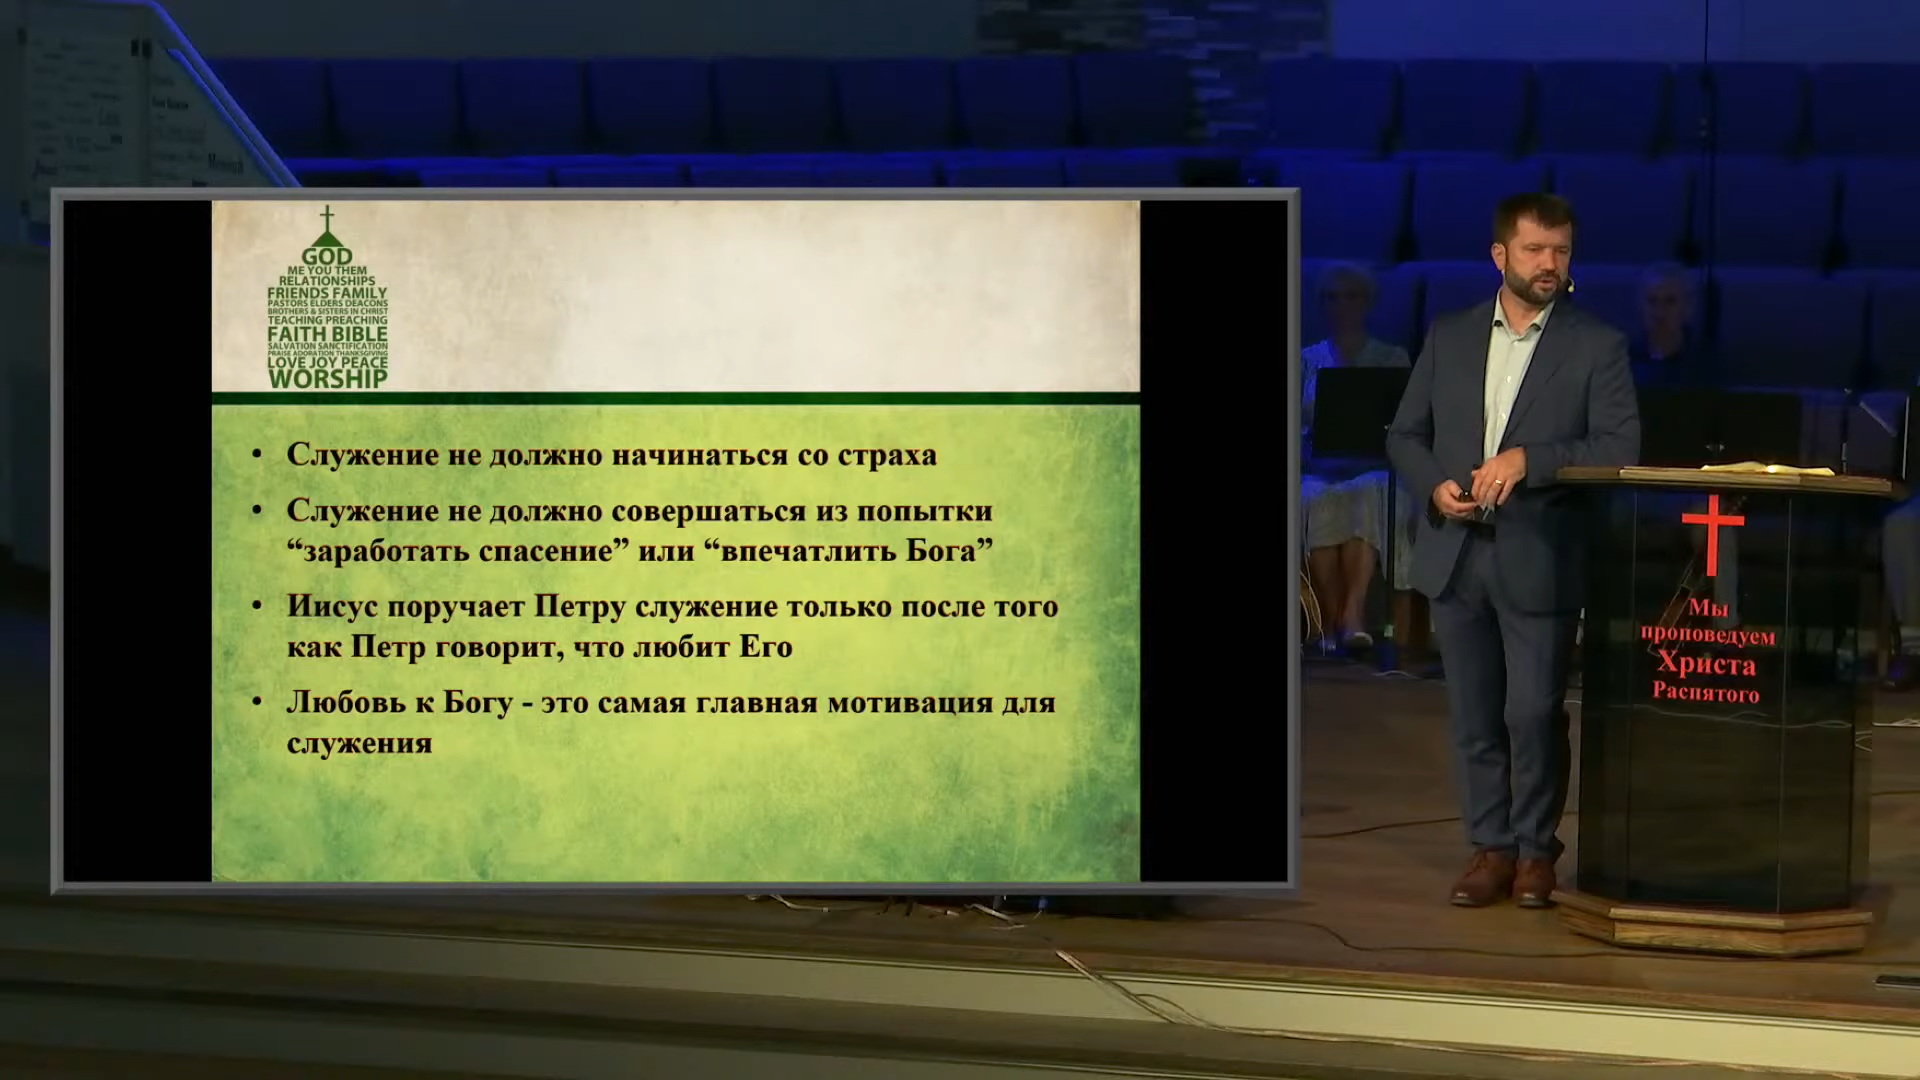 GOD
ME YOU THEM
RELATIONSHIPS
FRIENDS FAMILY
PASTORS ELDERS DEACONS
BROTHERS & SISTERS IN CHRIST
TEACHING PREACHING
FAITH BIBLE
SALVATION SANCTIFICATION
PRAISE ADORATION THANKSGIVING
LOVE JOY PEACE
WORSHIP
• Служение не должно начинаться со страха
• Служение не должно совершаться из попытки
“заработать спасение” или “впечатлить Бога”
• Иисус поручает Петру служение только после того
как Петр говорит, что любит Его
• Любовь к Богу - это самая главная мотивация для
служения
Мы
проповедуем
Христа
Распятого